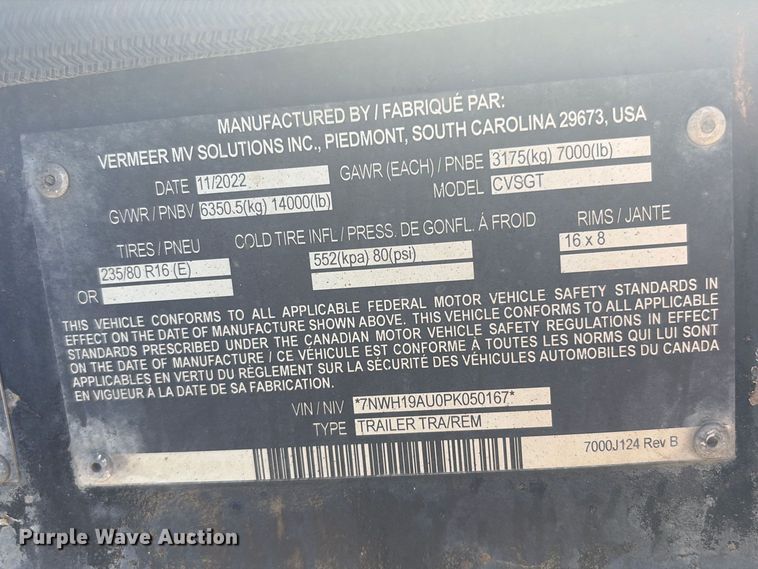 MANUFACTURED BY / FABRIQUÉ PAR:
VERMEER MV SOLUTIONS INC., PIEDMONT, SOUTH CAROLINA 29673, USA
DATE 11/2022 GAWR (EACH) / PNBE 3175(kg) 7000(lb)
GVWR / PNBV 6350.5(kg) 14000(lb) MODEL CVSGT
TIRES / PNEU COLD TIRE INFL / PRESS. DE GONFL. À FROID RIMS / JANTE
235/80 R16 (E) 552(kpa) 80(psi) 16 x 8
OR
THIS VEHICLE CONFORMS TO ALL APPLICABLE FEDERAL MOTOR VEHICLE SAFETY STANDARDS IN
EFFECT ON THE DATE OF MANUFACTURE SHOWN ABOVE. THIS VEHICLE CONFORMS TO ALL APPLICABLE
STANDARDS PRESCRIBED UNDER THE CANADIAN MOTOR VEHICLE SAFETY REGULATIONS IN EFFECT
ON THE DATE OF MANUFACTURE / CE VÉHICULE EST CONFORME À TOUTES LES NORMS QUI LUI SONT
APPLICABLES EN VERTU DU RÈGLEMENT SUR LA SÉCURITÉ DES VÉHICULES AUTOMOBILES DU CANADA
EN VIGUEUR À LA DATE DE SA FABRICATION.
VIN / NIV *7NWH19AU0PK050167*
TYPE TRAILER TRA/REM
7000J124 Rev B
Purple Wave Auction